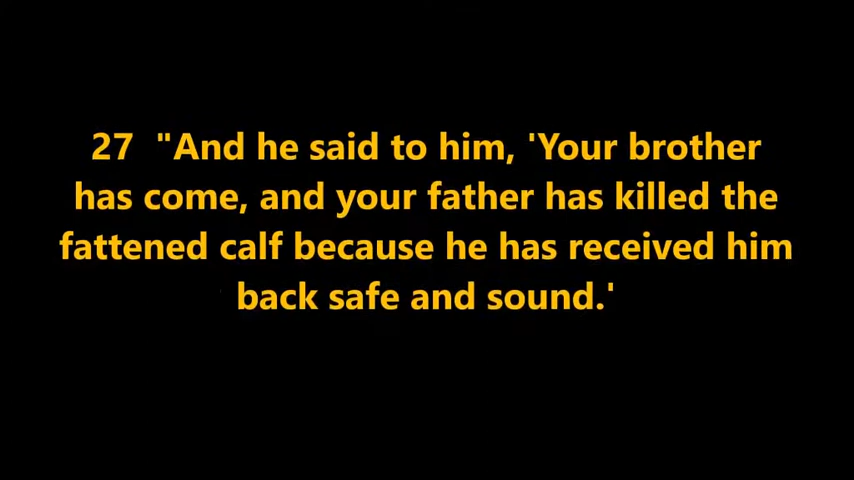 27  "And he said to him, 'Your brother
has come, and your father has killed the
fattened calf because he has received him
back safe and sound.'